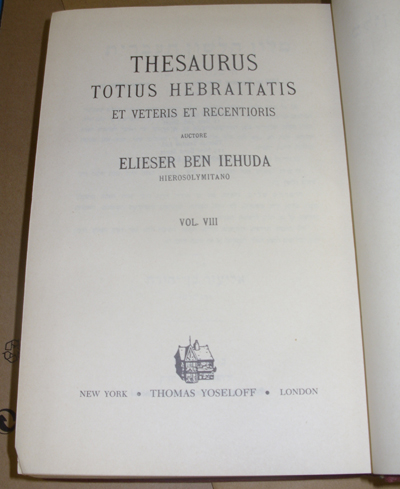 THESAURUS
TOTIUS HEBRAITATIS
ET VETERIS ET RECENTIORIS
AUCTORE
ELIESER BEN IEHUDA
HIEROSOLYMITANO
VOL. VIII
NEW YORK • THOMAS YOSELOFF • LONDON